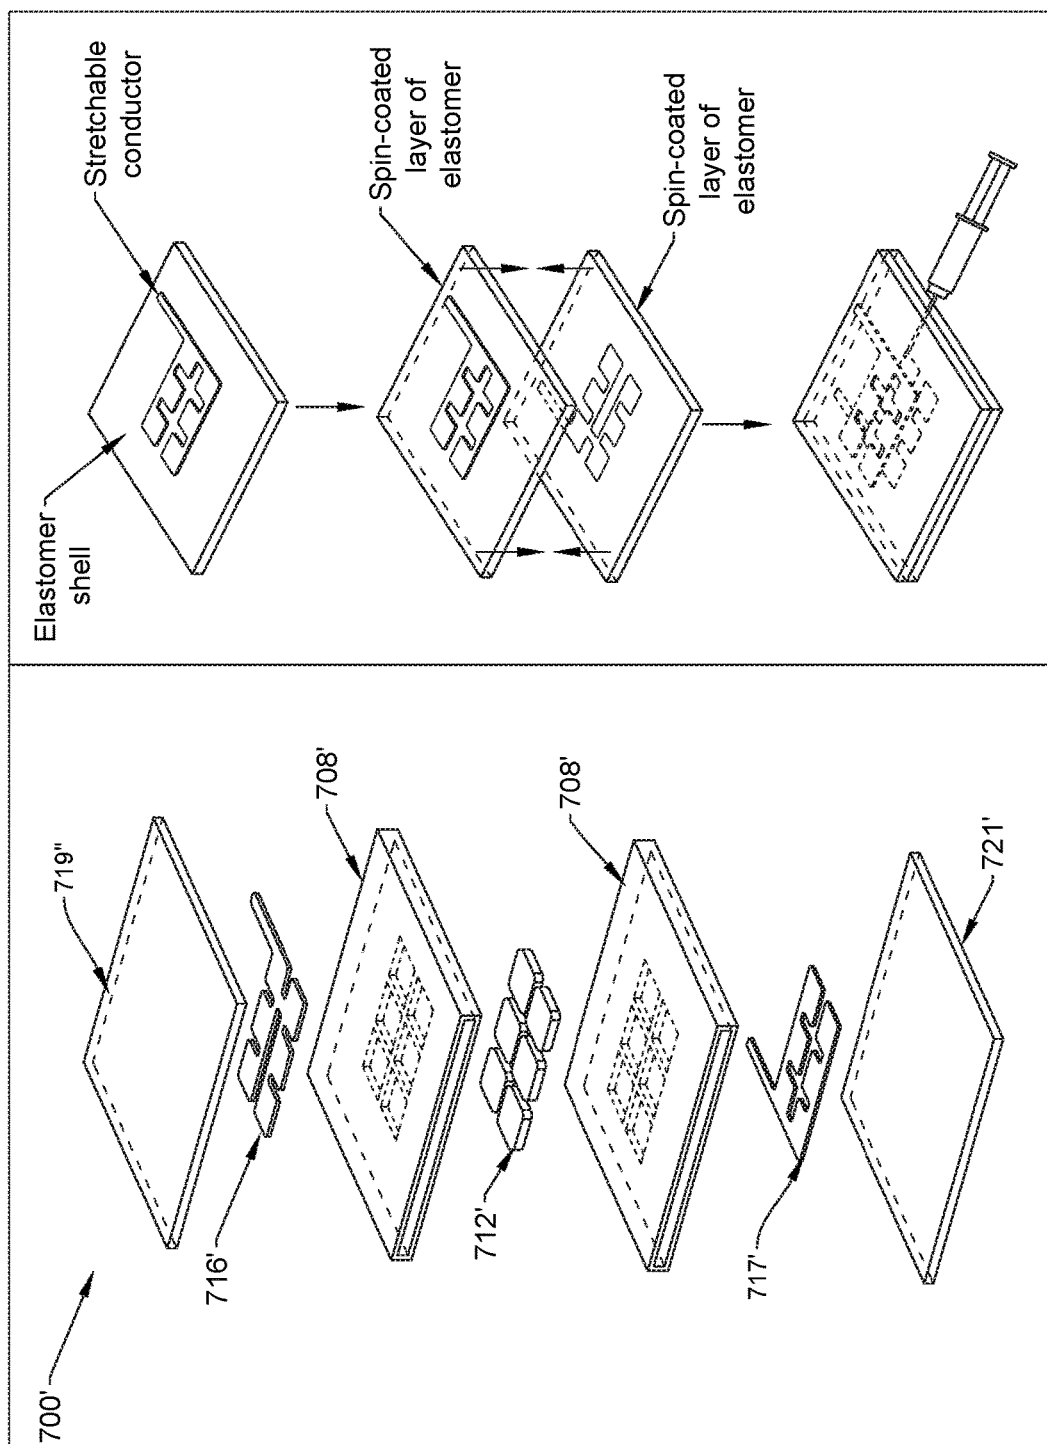 700'
719"
716'
708'
712'
708'
717'
721'
Elastomer
shell
Stretchable
conductor
Spin-coated
layer of
elastomer
Spin-coated
layer of
elastomer